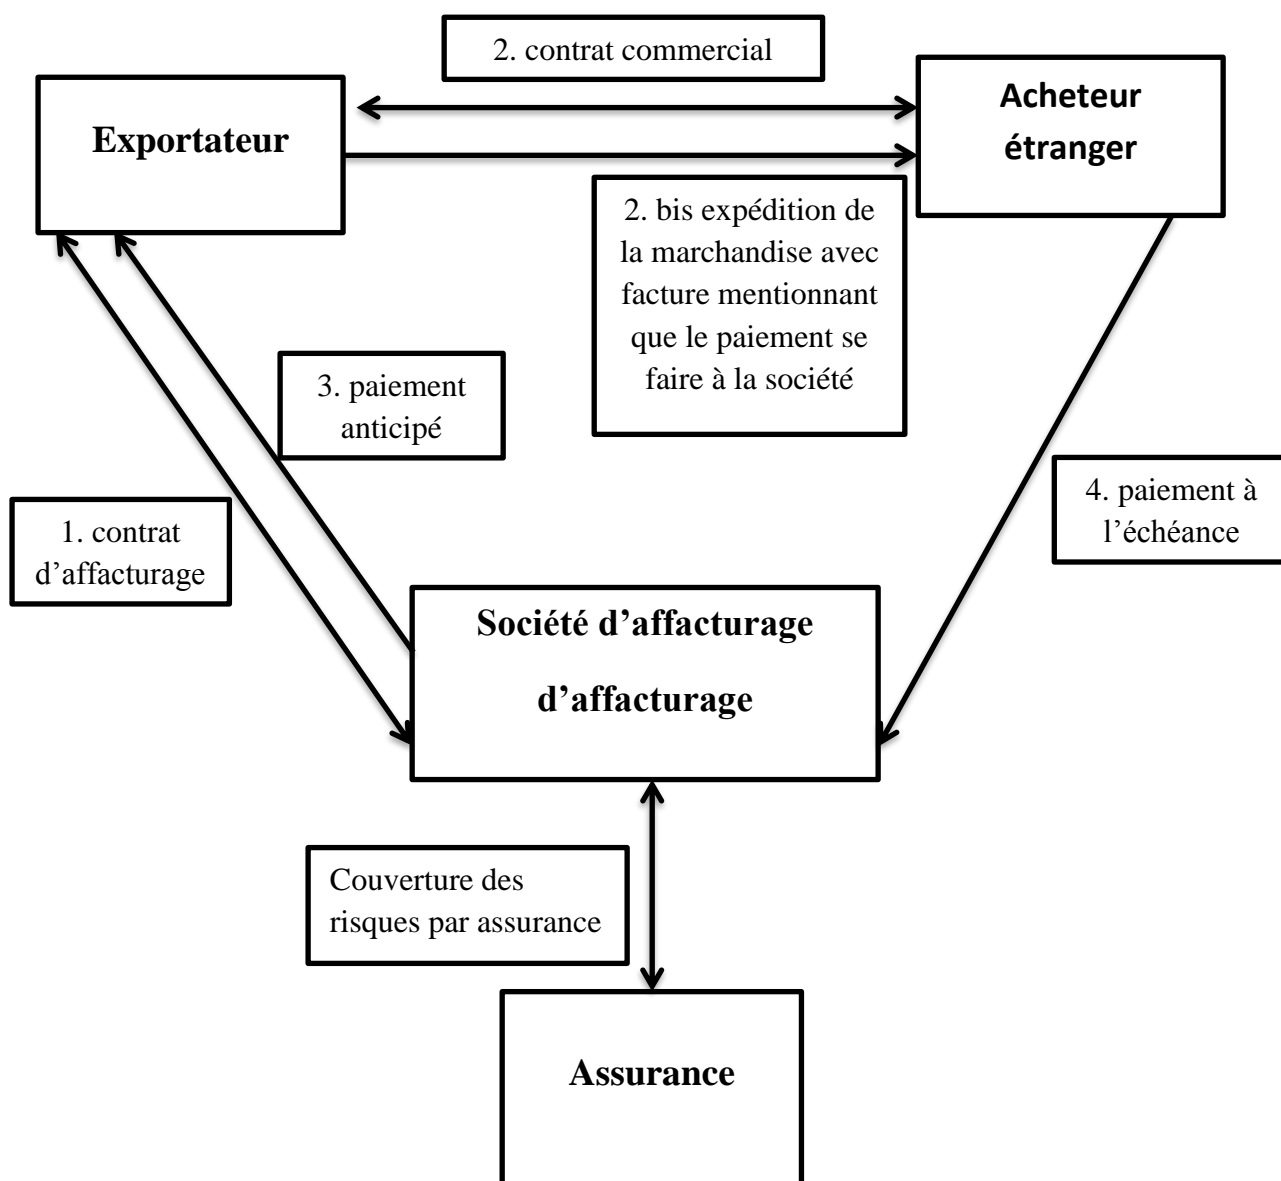 2. contrat commercial
Exportateur
Acheteur
étranger
2. bis expédition de
la marchandise avec
facture mentionnant
que le paiement se
faire à la société
3. paiement
anticipé
4. paiement à
l’échéance
1. contrat
d’affacturage
Société d’affacturage
d’affacturage
Couverture des
risques par assurance
Assurance